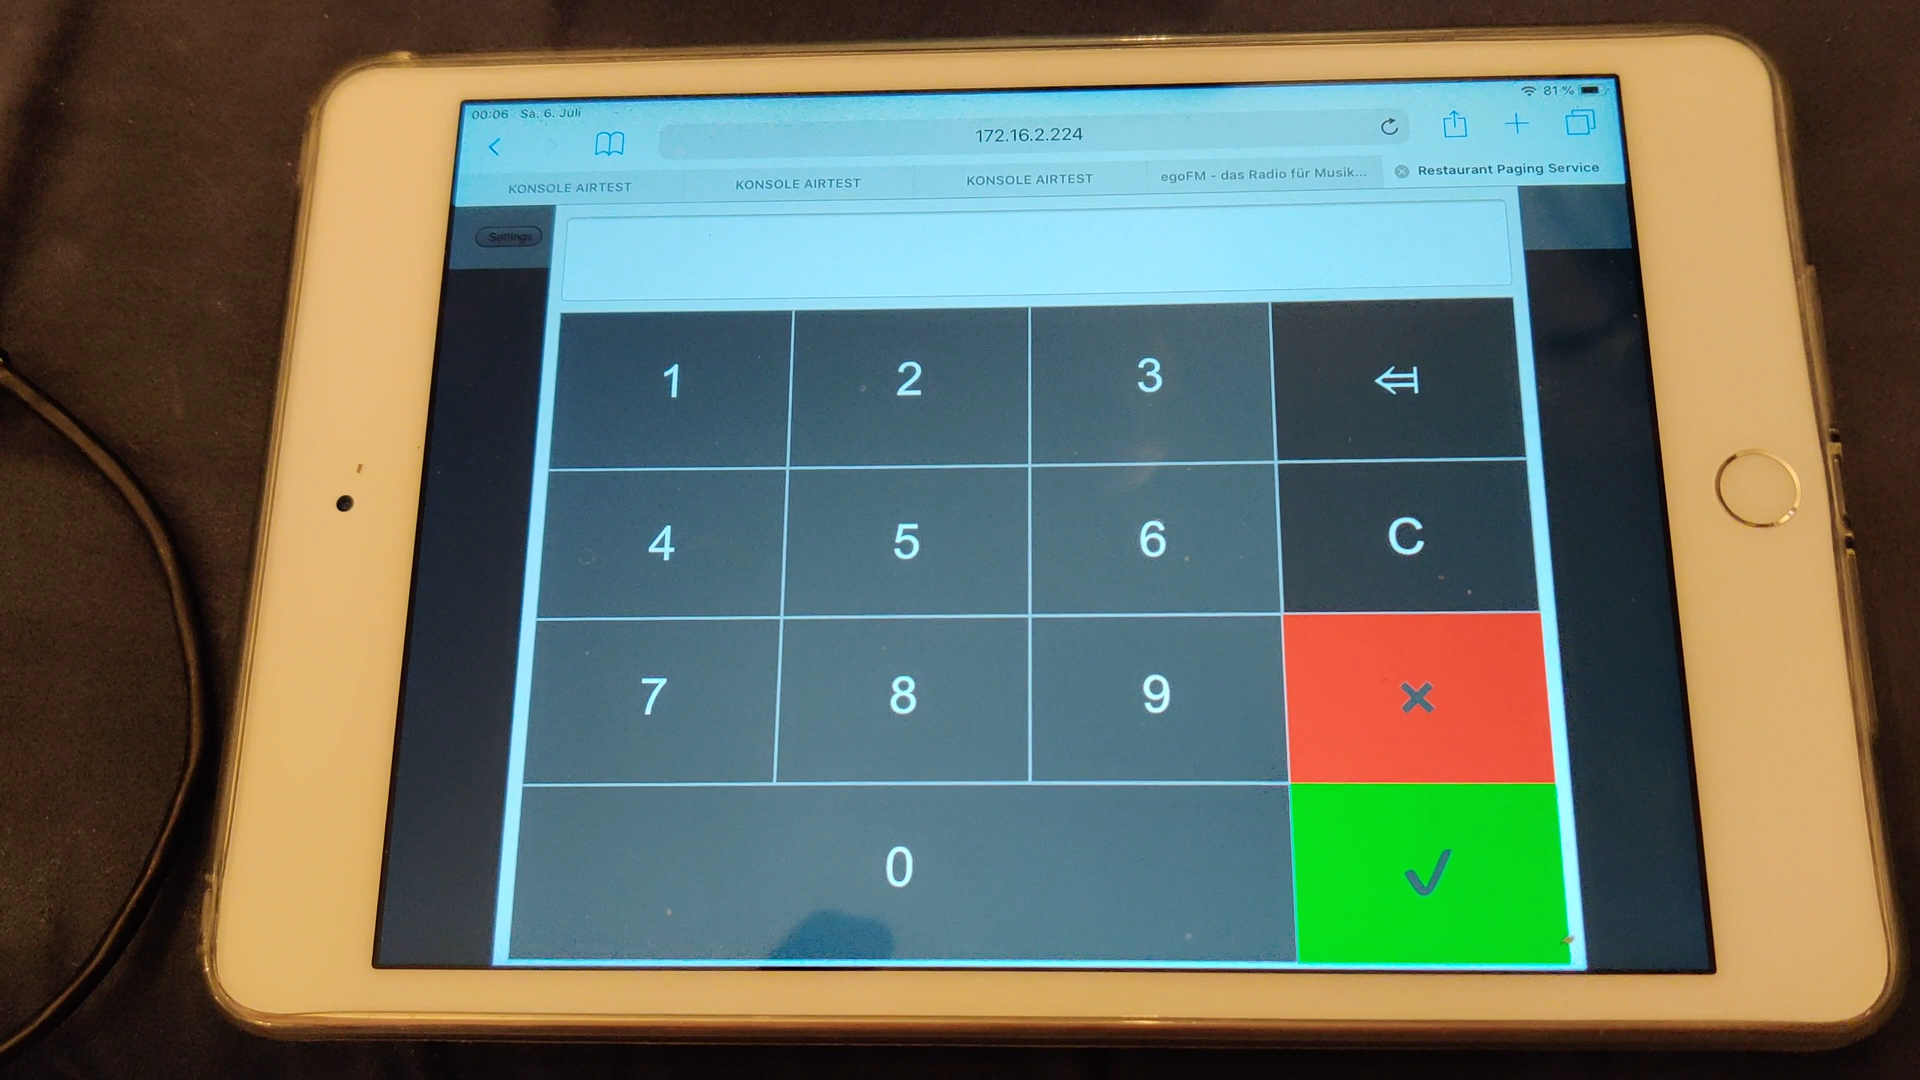 00:06 Sa. 6. Juli
81 %
172.16.2.224
KONSOLE AIRTEST
KONSOLE AIRTEST
KONSOLE AIRTEST
egoFM - das Radio für Musik...
Restaurant Paging Service
Settings
1 2 3
4 5 6 C
7 8 9
0